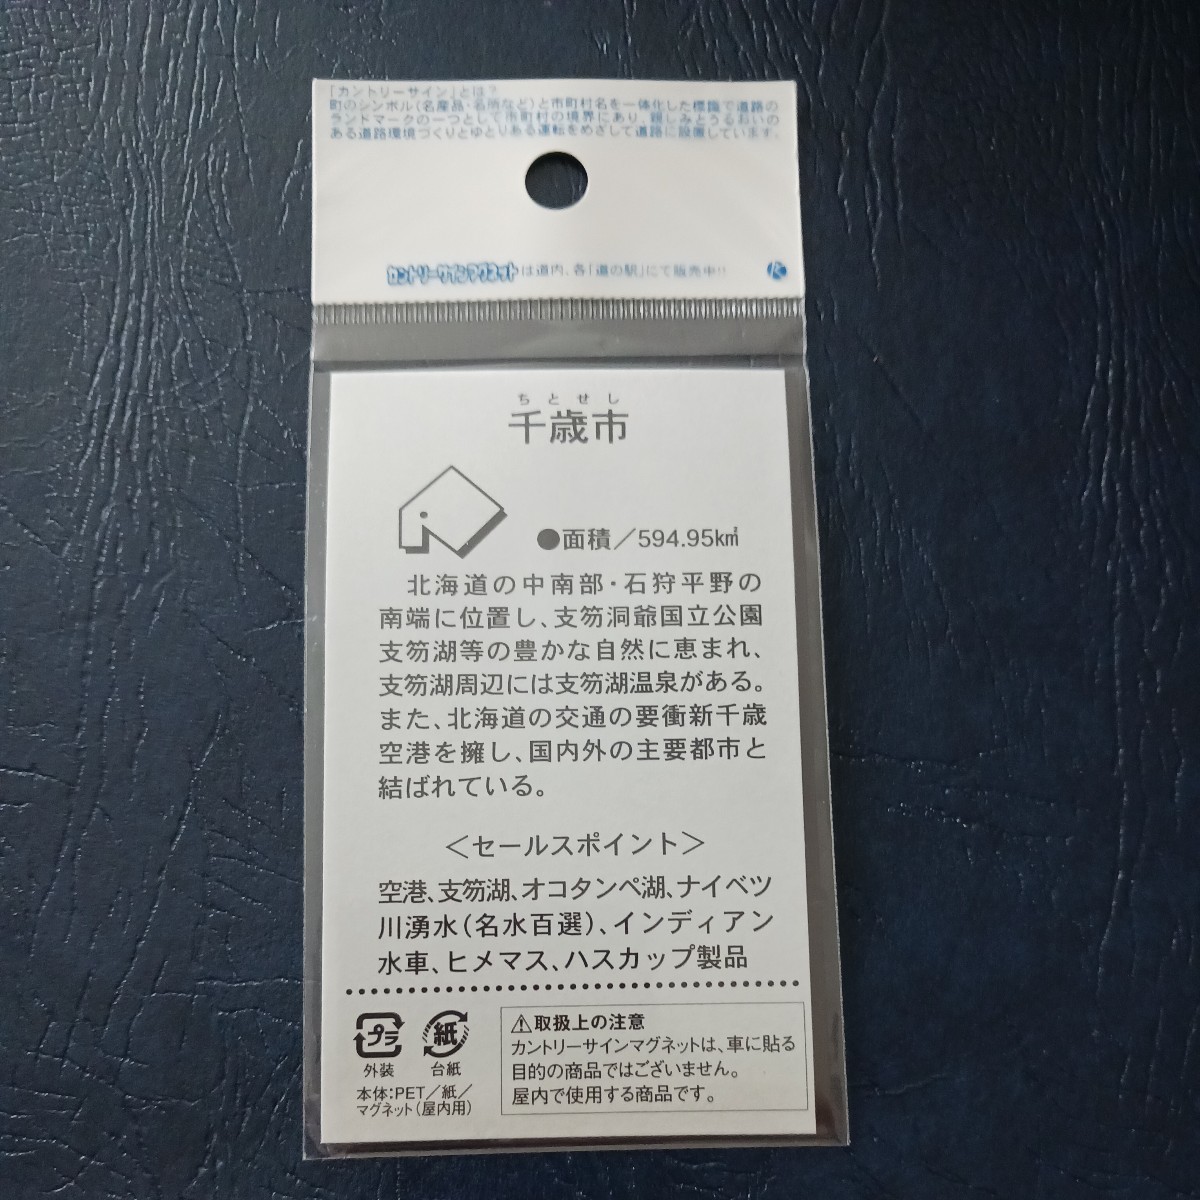 「カントリーサイン」とは?
町のシンボル(名産品・名所など)と市町村名を一体化した標識で道路の
ランドマークの一つとして市町村の境界にあり、親しみとうるおいの
ある道路環境づくりとゆとりある運転をめざして道路に設置しています。
カントリーサインマグネットは道内、各「道の駅」にて販売中!!
ちとせし
千歳市
●面積/594.95k㎡
北海道の中南部・石狩平野の
南端に位置し、支笏洞爺国立公園
支笏湖等の豊かな自然に恵まれ、
支笏湖周辺には支笏湖温泉がある。
また、北海道の交通の要衝新千歳
空港を擁し、国内外の主要都市と
結ばれている。
<セールスポイント>
空港、支笏湖、オコタンペ湖、ナイベツ
川湧水(名水百選)、インディアン
水車、ヒメマス、ハスカップ製品
プラ
外装
紙
台紙
本体:PET/紙/
マグネット(屋内用)
⚠取扱上の注意
カントリーサインマグネットは、車に貼る
目的の商品ではございません。
屋内で使用する商品です。